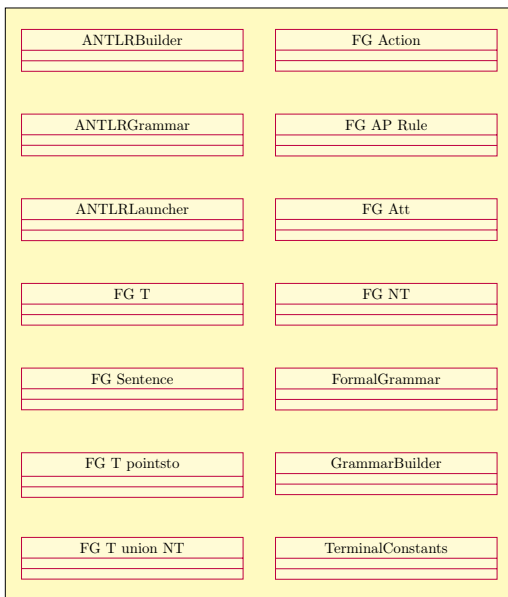 ANTLRBuilder
FG Action
ANTLRGrammar
FG AP Rule
ANTLRLauncher
FG Att
FG T
FG NT
FG Sentence
FormalGrammar
FG T pointsto
GrammarBuilder
FG T union NT
TerminalConstants